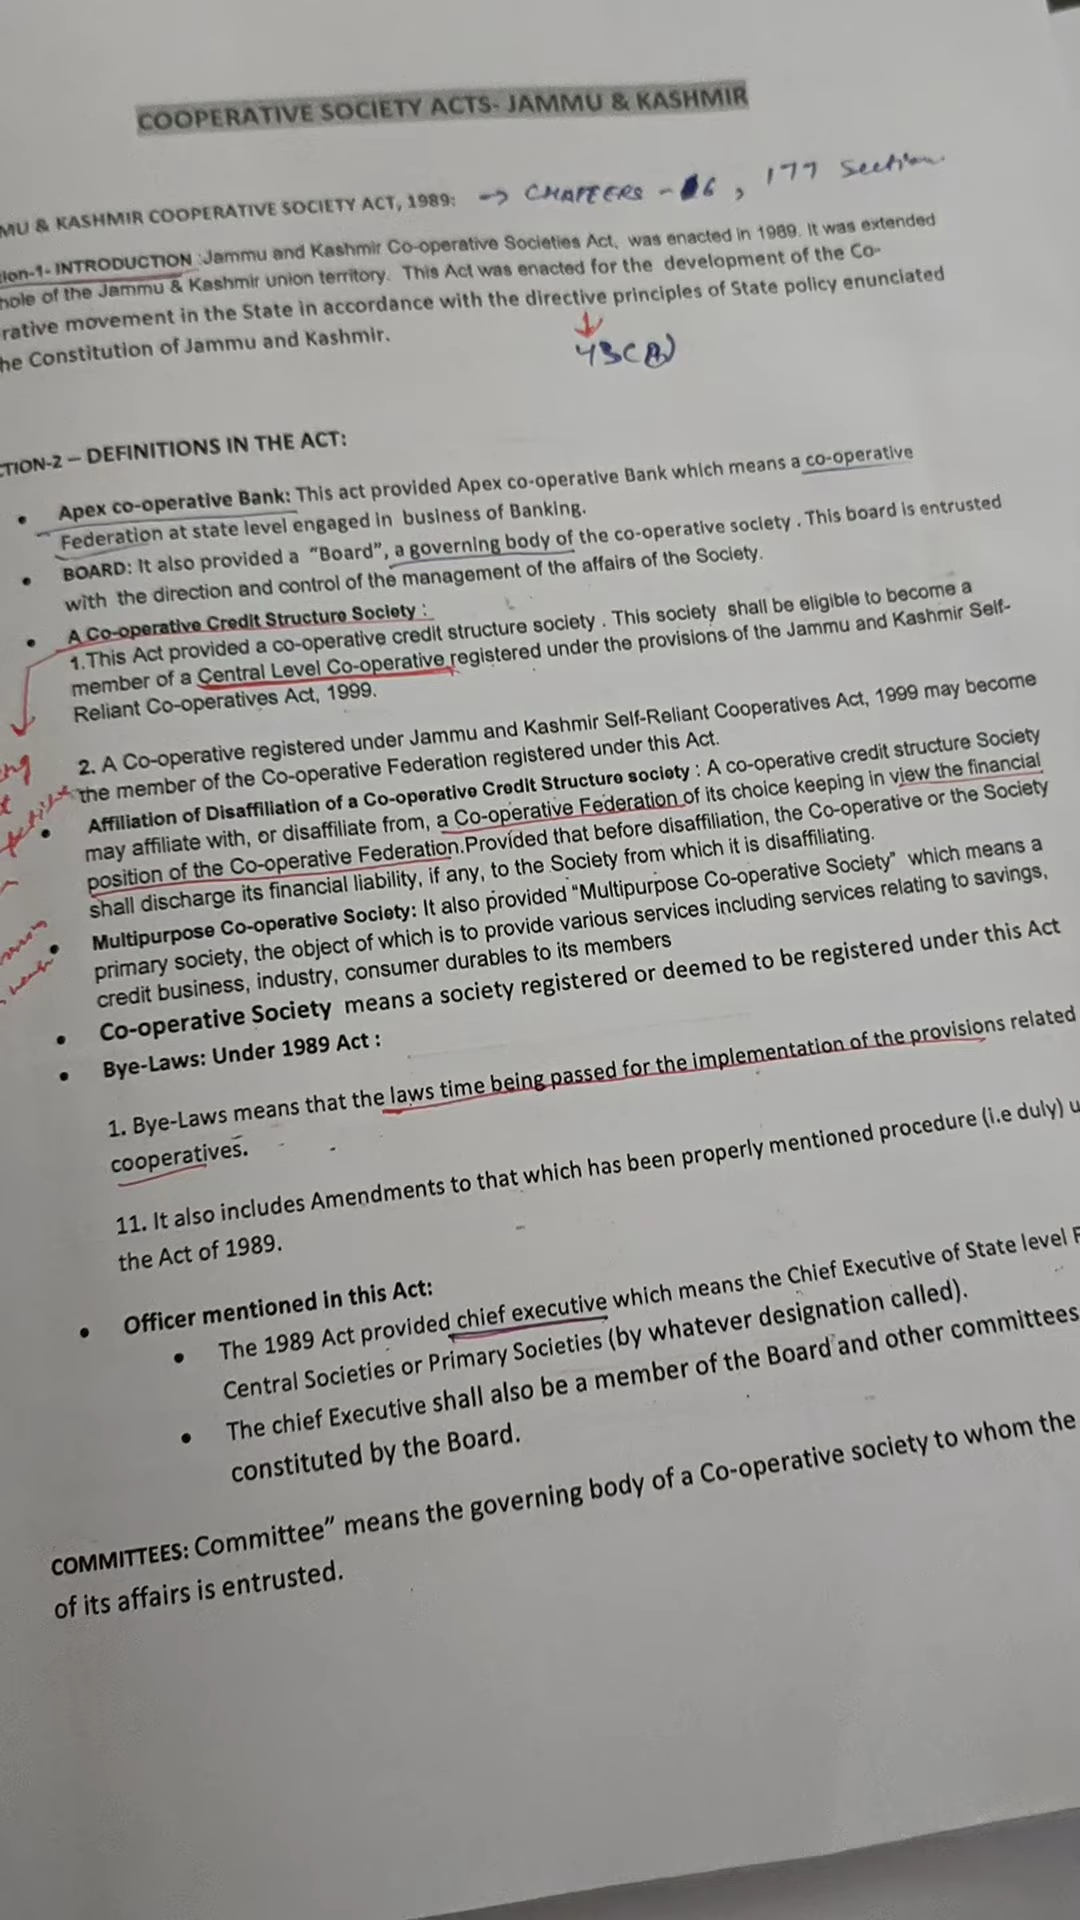 COOPERATIVE SOCIETY ACTS- JAMMU & KASHMIR
MU & KASHMIR COOPERATIVE SOCIETY ACT, 1989: → CHAPTERS - 6, 177 Section
tion-1- INTRODUCTION :Jammu and Kashmir Co-operative Societies Act, was enacted in 1989. It was extended
hole of the Jammu & Kashmir union territory. This Act was enacted for the development of the Co-
rative movement in the State in accordance with the directive principles of State policy enunciated
he Constitution of Jammu and Kashmir.
43(B)
CTION-2 – DEFINITIONS IN THE ACT:
• Apex co-operative Bank: This act provided Apex co-operative Bank which means a co-operative
Federation at state level engaged in business of Banking.
• BOARD: It also provided a "Board", a governing body of the co-operative society . This board is entrusted
with the direction and control of the management of the affairs of the Society.
• A Co-operative Credit Structure Society :
1.This Act provided a co-operative credit structure society . This society shall be eligible to become a
member of a Central Level Co-operative registered under the provisions of the Jammu and Kashmir Self-
Reliant Co-operatives Act, 1999.
2. A Co-operative registered under Jammu and Kashmir Self-Reliant Cooperatives Act, 1999 may become
the member of the Co-operative Federation registered under this Act.
• Affiliation of Disaffiliation of a Co-operative Credit Structure society : A co-operative credit structure Society
may affiliate with, or disaffiliate from, a Co-operative Federation of its choice keeping in view the financial
position of the Co-operative Federation.Provided that before disaffiliation, the Co-operative or the Society
shall discharge its financial liability, if any, to the Society from which it is disaffiliating.
• Multipurpose Co-operative Society: It also provided "Multipurpose Co-operative Society" which means a
primary society, the object of which is to provide various services including services relating to savings,
credit business, industry, consumer durables to its members
• Co-operative Society means a society registered or deemed to be registered under this Act
• Bye-Laws: Under 1989 Act :
1. Bye-Laws means that the laws time being passed for the implementation of the provisions related
cooperatives.
11. It also includes Amendments to that which has been properly mentioned procedure (i.e duly) u
the Act of 1989.
• Officer mentioned in this Act:
• The 1989 Act provided chief executive which means the Chief Executive of State level F
Central Societies or Primary Societies (by whatever designation called).
• The chief Executive shall also be a member of the Board and other committees
constituted by the Board.
COMMITTEES: Committee" means the governing body of a Co-operative society to whom the
of its affairs is entrusted.